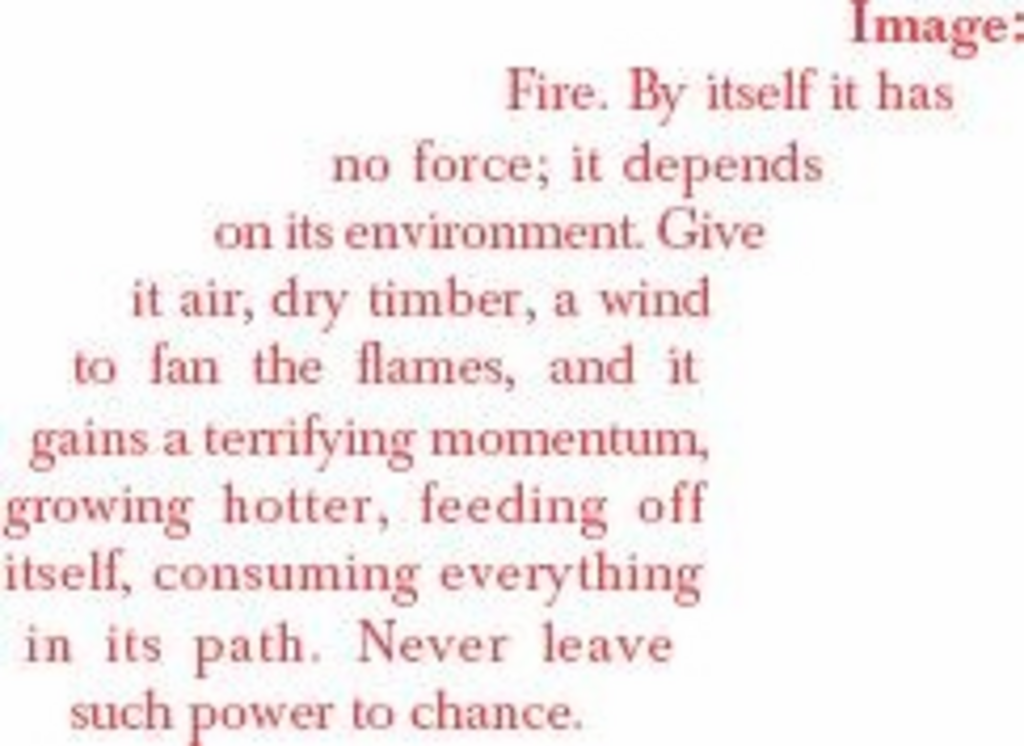 Image:
Fire. By itself it has
no force; it depends
on its environment. Give
it air, dry timber, a wind
to fan the flames, and it
gains a terrifying momentum,
growing hotter, feeding off
itself, consuming everything
in its path. Never leave
such power to chance.